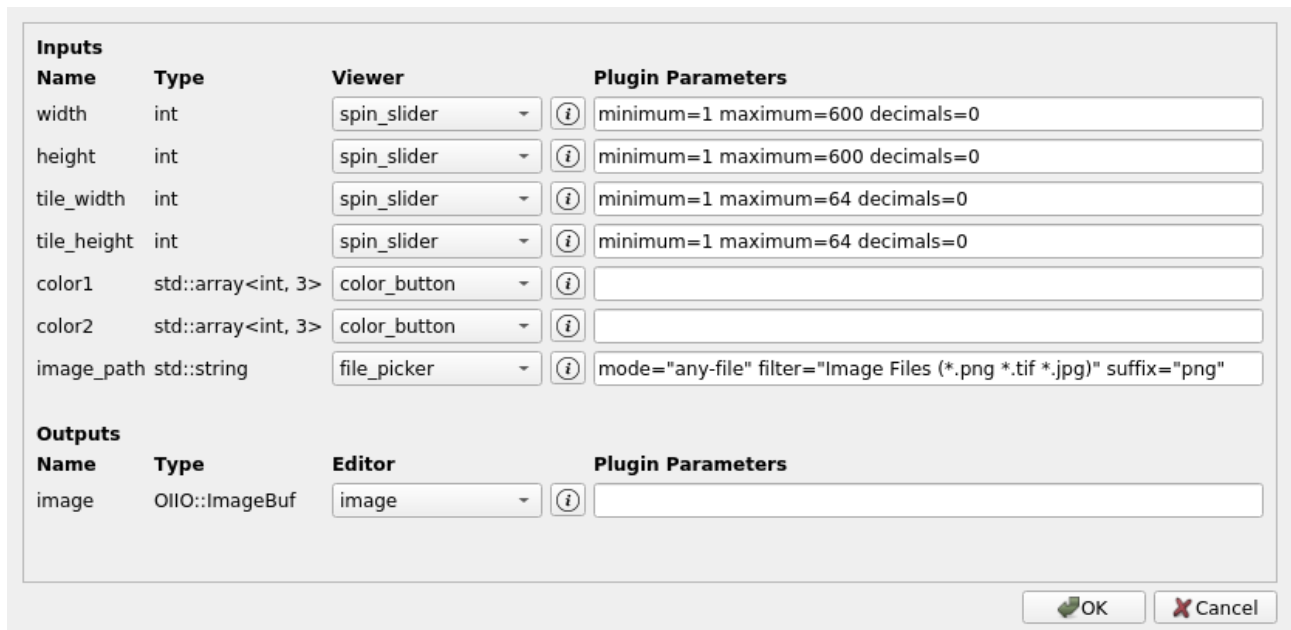 Inputs
Name Type Viewer Plugin Parameters
width int spin_slider i minimum=1 maximum=600 decimals=0
height int spin_slider i minimum=1 maximum=600 decimals=0
tile_width int spin_slider i minimum=1 maximum=64 decimals=0
tile_height int spin_slider i minimum=1 maximum=64 decimals=0
color1 std::array<int, 3> color_button i
color2 std::array<int, 3> color_button i
image_path std::string file_picker i mode="any-file" filter="Image Files (*.png *.tif *.jpg)" suffix="png"
Outputs
Name Type Editor Plugin Parameters
image OIIO::ImageBuf image i
OK Cancel